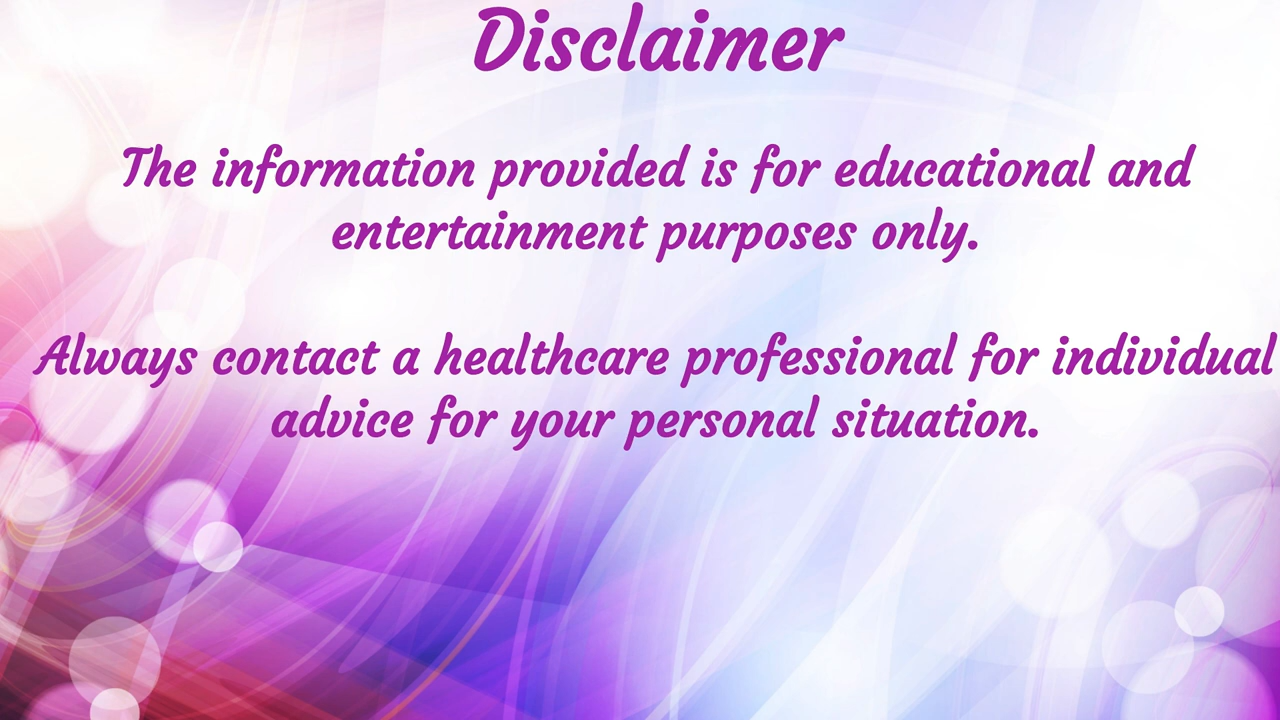 Disclaimer
The information provided is for educational and
entertainment purposes only.
Always contact a healthcare professional for individual
advice for your personal situation.